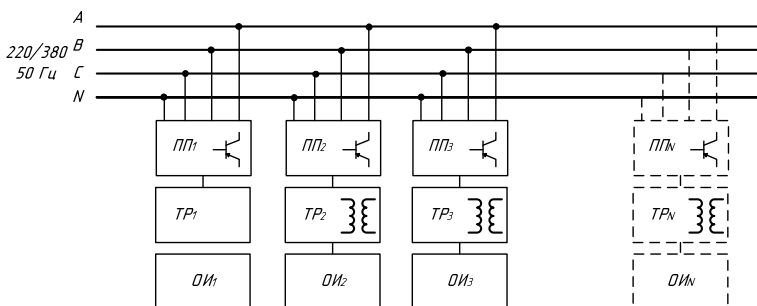 A
B
220/380
50 Гц
C
N
ПП1
ПП2
ПП3
ППN
ТР1
ТР2
ТР3
ТРN
ОИ1
ОИ2
ОИ3
ОИN